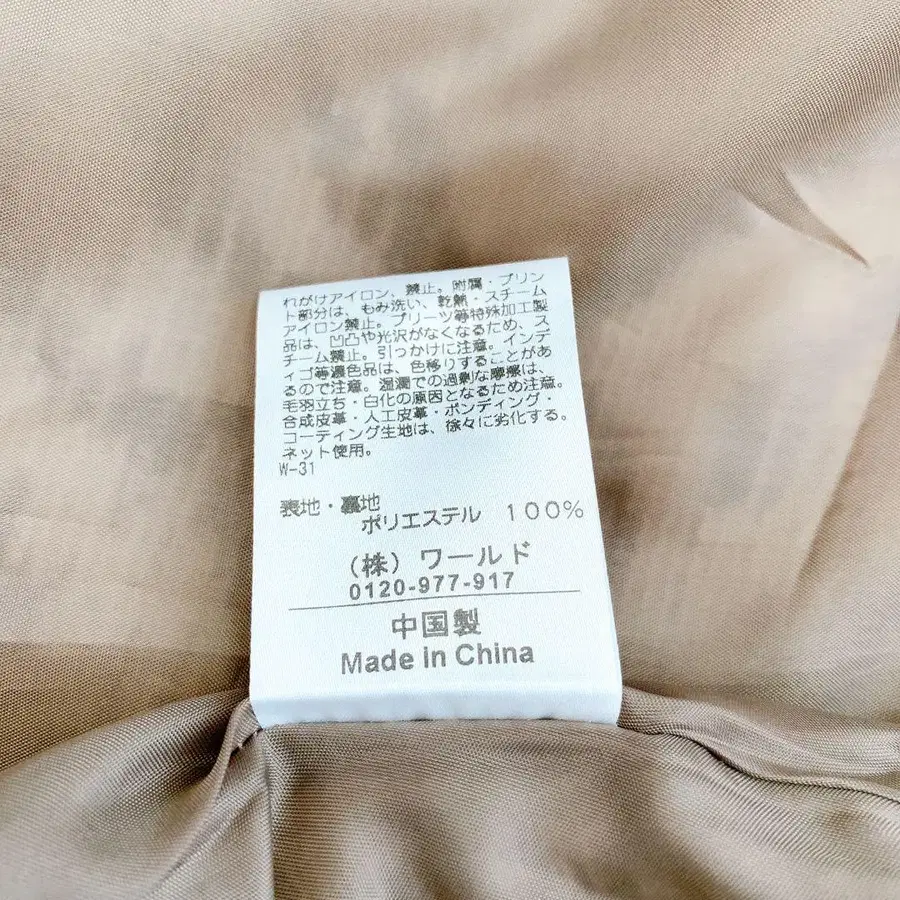 れがけアイロン、禁止。附属・プリン
ト部分は、もみ洗い、乾熱・スチーム
アイロン禁止。プリーツ等特殊加工製
品は、凹凸や光沢がなくなるため、ス
チーム禁止。引っかけに注意。インデ
ィゴ等濃色品は、色移りすることがあ
るので注意。湿潤での過剰な摩擦は、
毛羽立ち・白化の原因となるため注意。
合成皮革・人工皮革・ボンディング・
コーティング生地は、徐々に劣化する。
ネット使用。
W-31
表地・裏地
ポリエステル 100%
(株)ワールド
0120-977-917
中国製
Made in China